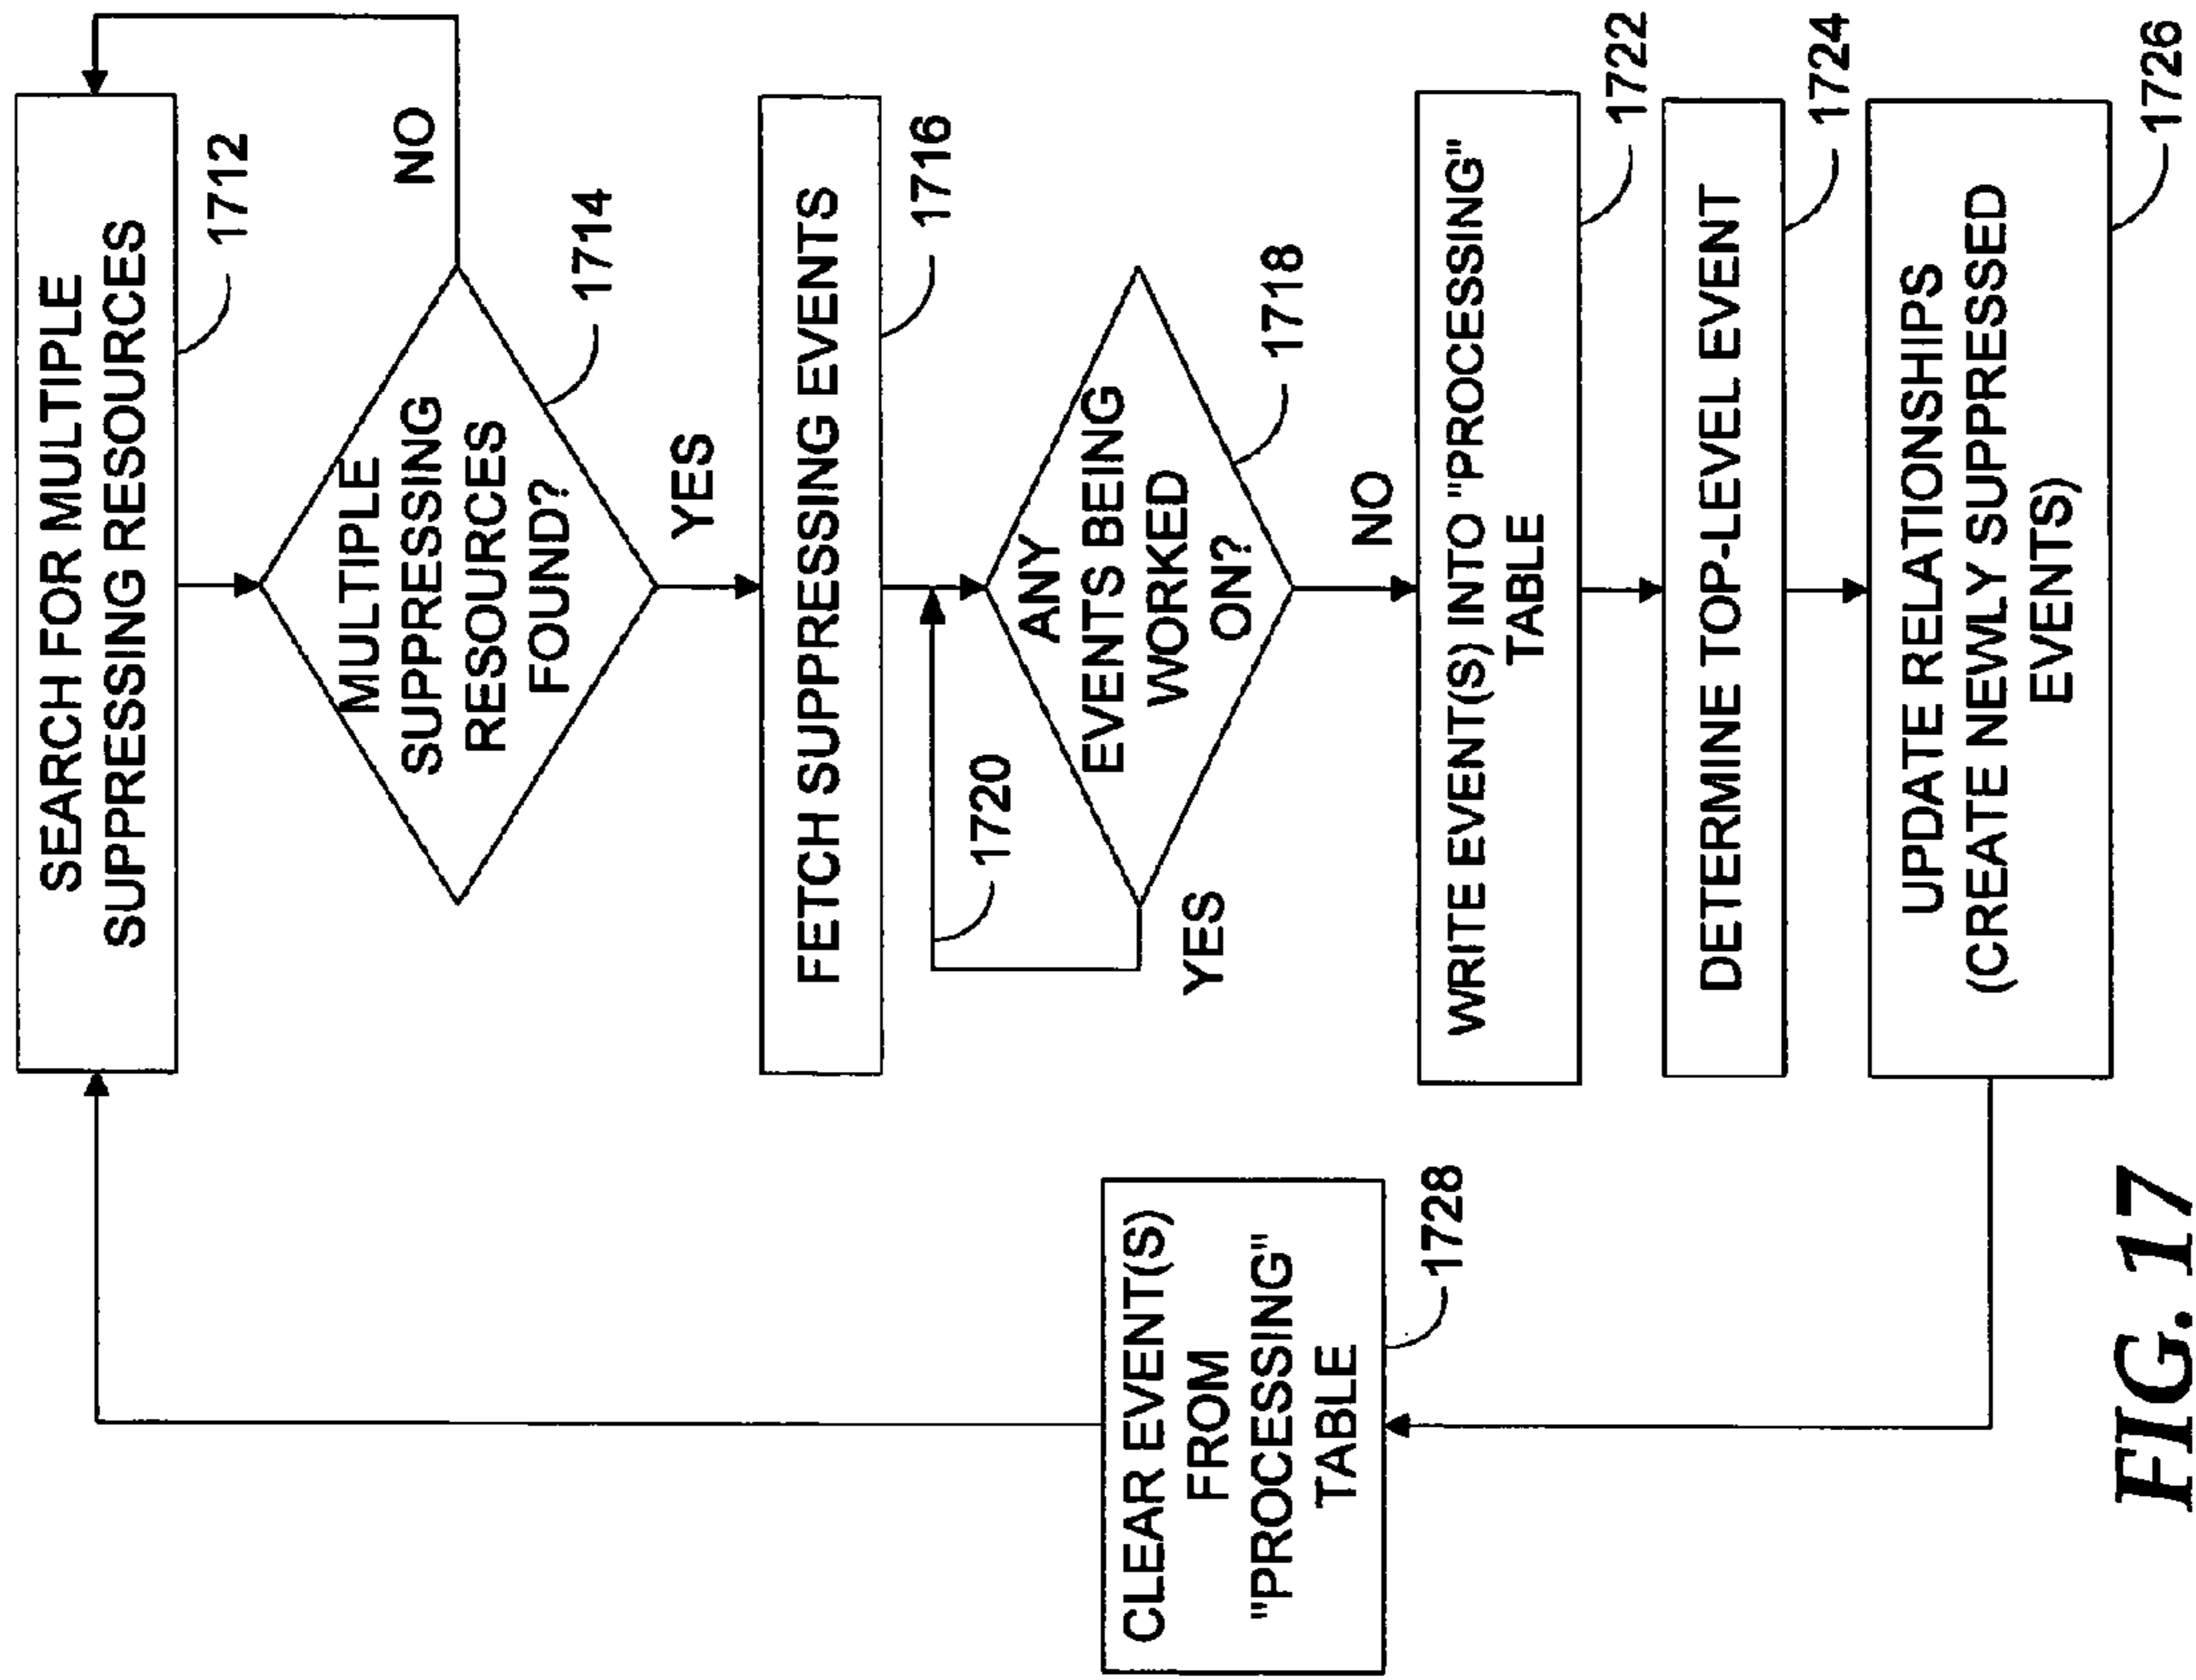 SEARCH FOR MULTIPLE
SUPPRESSING RESOURCES
1712
NO
MULTIPLE
SUPPRESSING
RESOURCES
FOUND?
1714
YES
FETCH SUPPRESSING EVENTS
1716
1720
ANY
EVENTS BEING
WORKED
ON?
1718
YES
NO
WRITE EVENT(S) INTO "PROCESSING"
TABLE
1722
DETERMINE TOP-LEVEL EVENT
1724
UPDATE RELATIONSHIPS
(CREATE NEWLY SUPPRESSED
EVENTS)
1726
CLEAR EVENT(S)
FROM
"PROCESSING"
TABLE
1728
FIG. 17